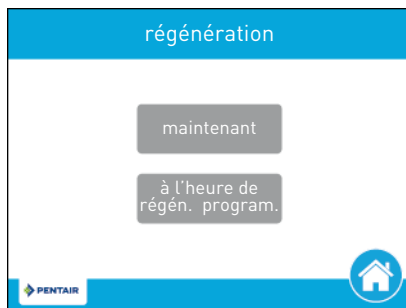 régénération
maintenant
à l'heure de
régén. program.
PENTAIR